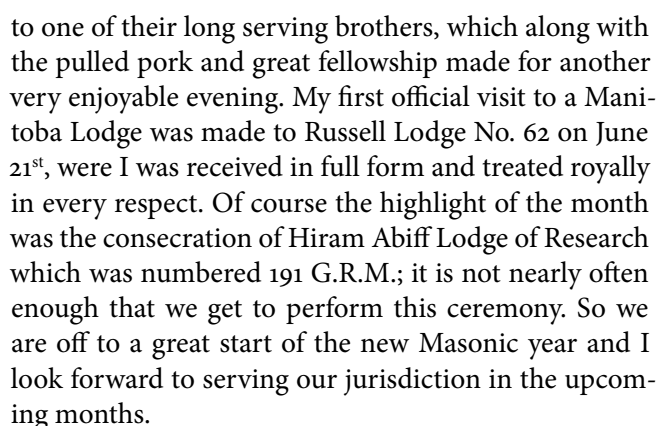 to one of their long serving brothers, which along with
the pulled pork and great fellowship made for another
very enjoyable evening. My first official visit to a Mani-
toba Lodge was made to Russell Lodge No. 62 on June
21st, were I was received in full form and treated royally
in every respect. Of course the highlight of the month
was the consecration of Hiram Abiff Lodge of Research
which was numbered 191 G.R.M.; it is not nearly often
enough that we get to perform this ceremony. So we
are off to a great start of the new Masonic year and I
look forward to serving our jurisdiction in the upcom-
ing months.